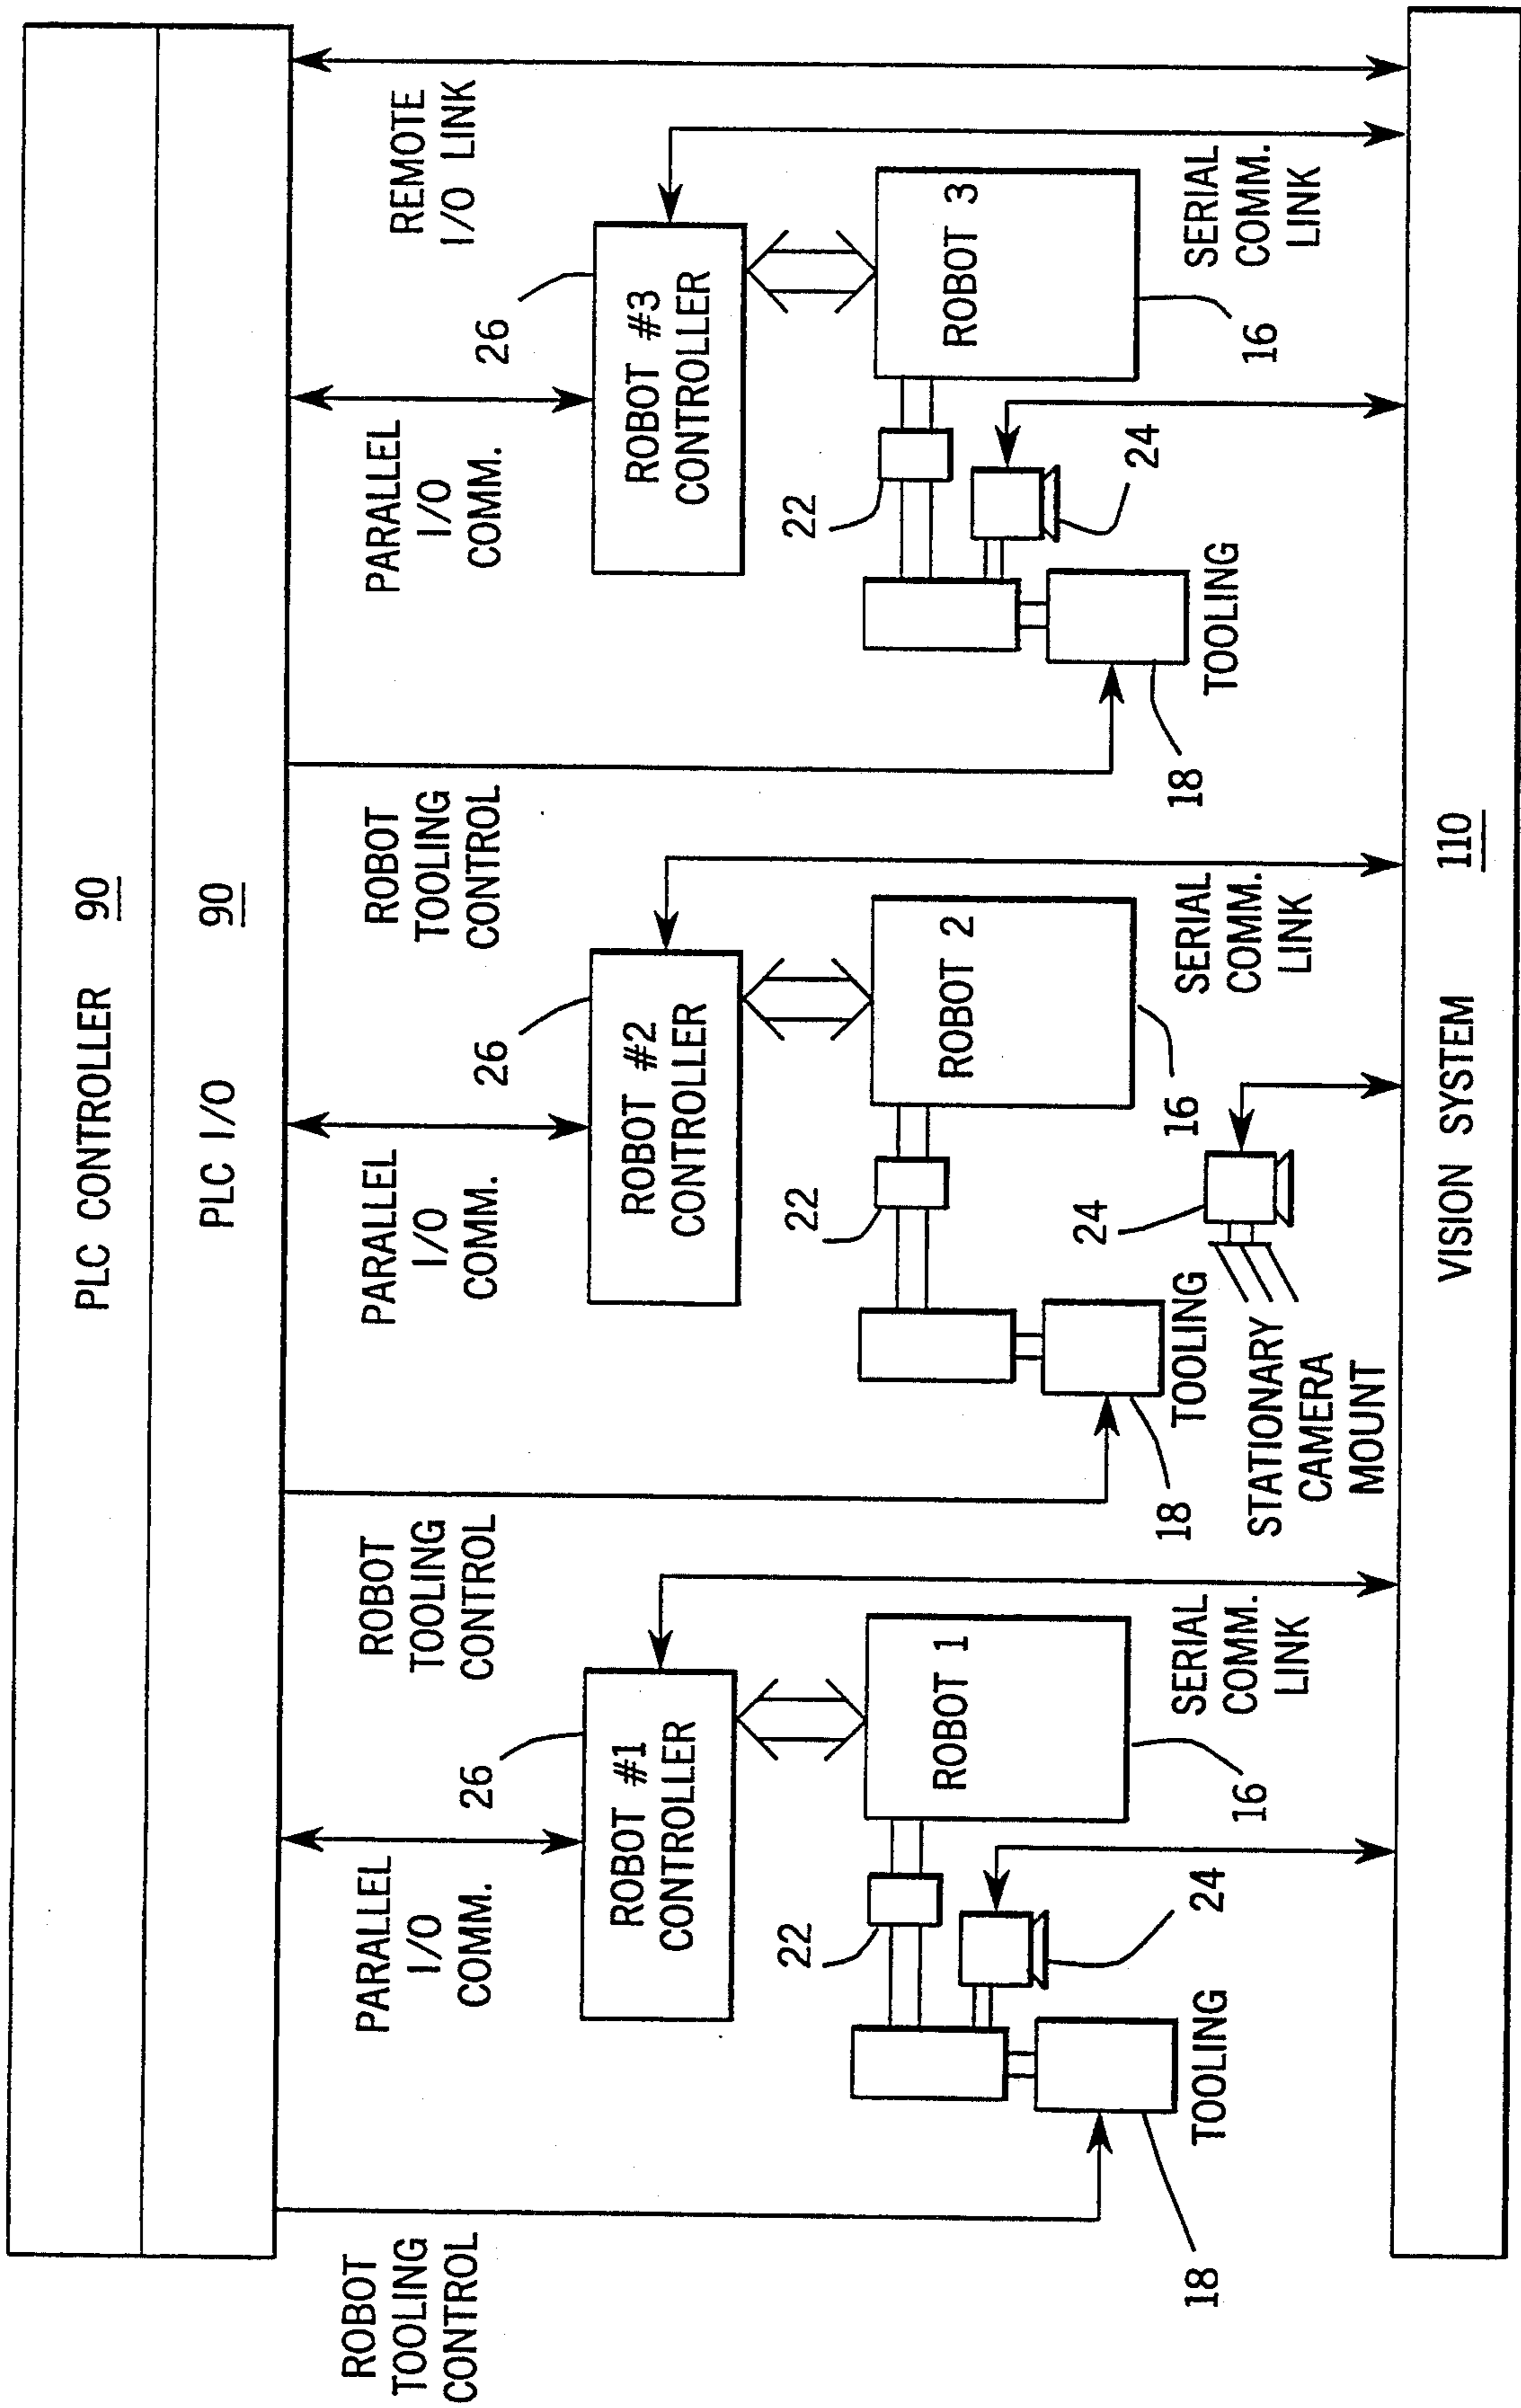 PLC CONTROLLER 90
PLC I/O 90
ROBOT
TOOLING
CONTROL
PARALLEL
I/O
COMM.
26
ROBOT #1
CONTROLLER
22
ROBOT 1
16
24
TOOLING
18
SERIAL
COMM.
LINK
ROBOT
TOOLING
CONTROL
PARALLEL
I/O
COMM.
26
ROBOT #2
CONTROLLER
22
ROBOT 2
16
24
TOOLING
18
STATIONARY
CAMERA
MOUNT
SERIAL
COMM.
LINK
ROBOT
TOOLING
CONTROL
PARALLEL
I/O
COMM.
26
ROBOT #3
CONTROLLER
22
ROBOT 3
16
24
TOOLING
18
SERIAL
COMM.
LINK
REMOTE
I/O LINK
VISION SYSTEM 110